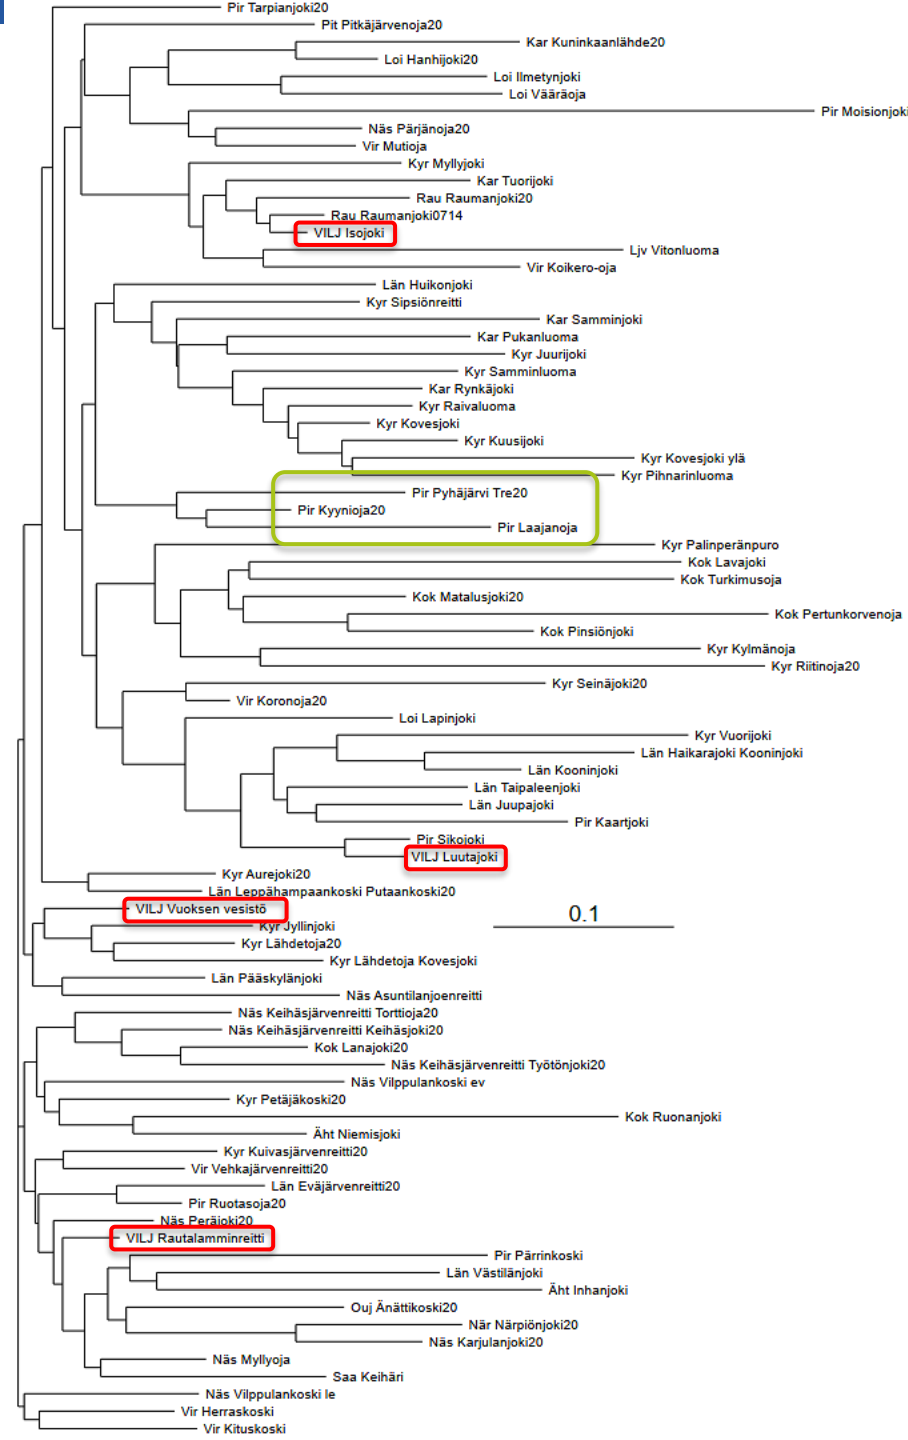 Pir Tarpianjoki20
Pit Pitkäjärvenoja20
Kar Kuninkaanlähde20
Loi Hanhijoki20
Loi Ilmetynjoki
Loi Vääräoja
Pir Moisionjoki
Näs Pärjänoja20
Vir Mutioja
Kyr Myllyjoki
Kar Tuorijoki
Rau Raumanjoki20
Rau Raumanjoki0714
VILJ Isojoki
Ljv Vitonluoma
Vir Koikero-oja
Län Huikonjoki
Kyr Sipsiönreitti
Kar Samminjoki
Kar Pukanluoma
Kyr Juurijoki
Kyr Samminluoma
Kar Rynkäjoki
Kyr Raivaluoma
Kyr Kovesjoki
Kyr Kuusijoki
Kyr Kovesjoki ylä
Kyr Pihnarinluoma
Pir Pyhäjärvi Tre20
Pir Kyynioja20
Pir Laajanoja
Kyr Palinperänpuro
Kok Lavajoki
Kok Turkimusoja
Kok Matalusjoki20
Kok Pertunkorvenoja
Kok Pinsiönjoki
Kyr Kylmänoja
Kyr Riitinoja20
Kyr Seinäjoki20
Vir Koronoja20
Loi Lapinjoki
Kyr Vuorijoki
Län Haikarajoki Kooninjoki
Län Kooninjoki
Län Taipaleenjoki
Län Juupajoki
Pir Kaartjoki
Pir Sikojoki
VILJ Luutajoki
Kyr Aurejoki20
Län Leppähampaankoski Putaankoski20
VILJ Vuoksen vesistö
0.1
Kyr Jyllinjoki
Kyr Lähdetoja20
Kyr Lähdetoja Kovesjoki
Län Pääskylänjoki
Näs Asuntilanjoenreitti
Näs Keihäsjärvenreitti Torttioja20
Näs Keihäsjärvenreitti Keihäsjoki20
Kok Lanajoki20
Näs Keihäsjärvenreitti Työtönjoki20
Näs Vilppulankoski ev
Kyr Petäjäkoski20
Kok Ruonanjoki
Äht Niemisjoki
Kyr Kuivasjärvenreitti20
Vir Vehkajärvenreitti20
Län Eväjärvenreitti20
Pir Ruotasoja20
Näs Peräjoki20
VILJ Rautalamminreitti
Pir Pärrinkoski
Län Västilänjoki
Äht Inhanjoki
Ouj Änättikoski20
När Närpiönjoki20
Näs Karjulanjoki20
Näs Myllyoja
Saa Keihäri
Näs Vilppulankoski le
Vir Herraskoski
Vir Kituskoski